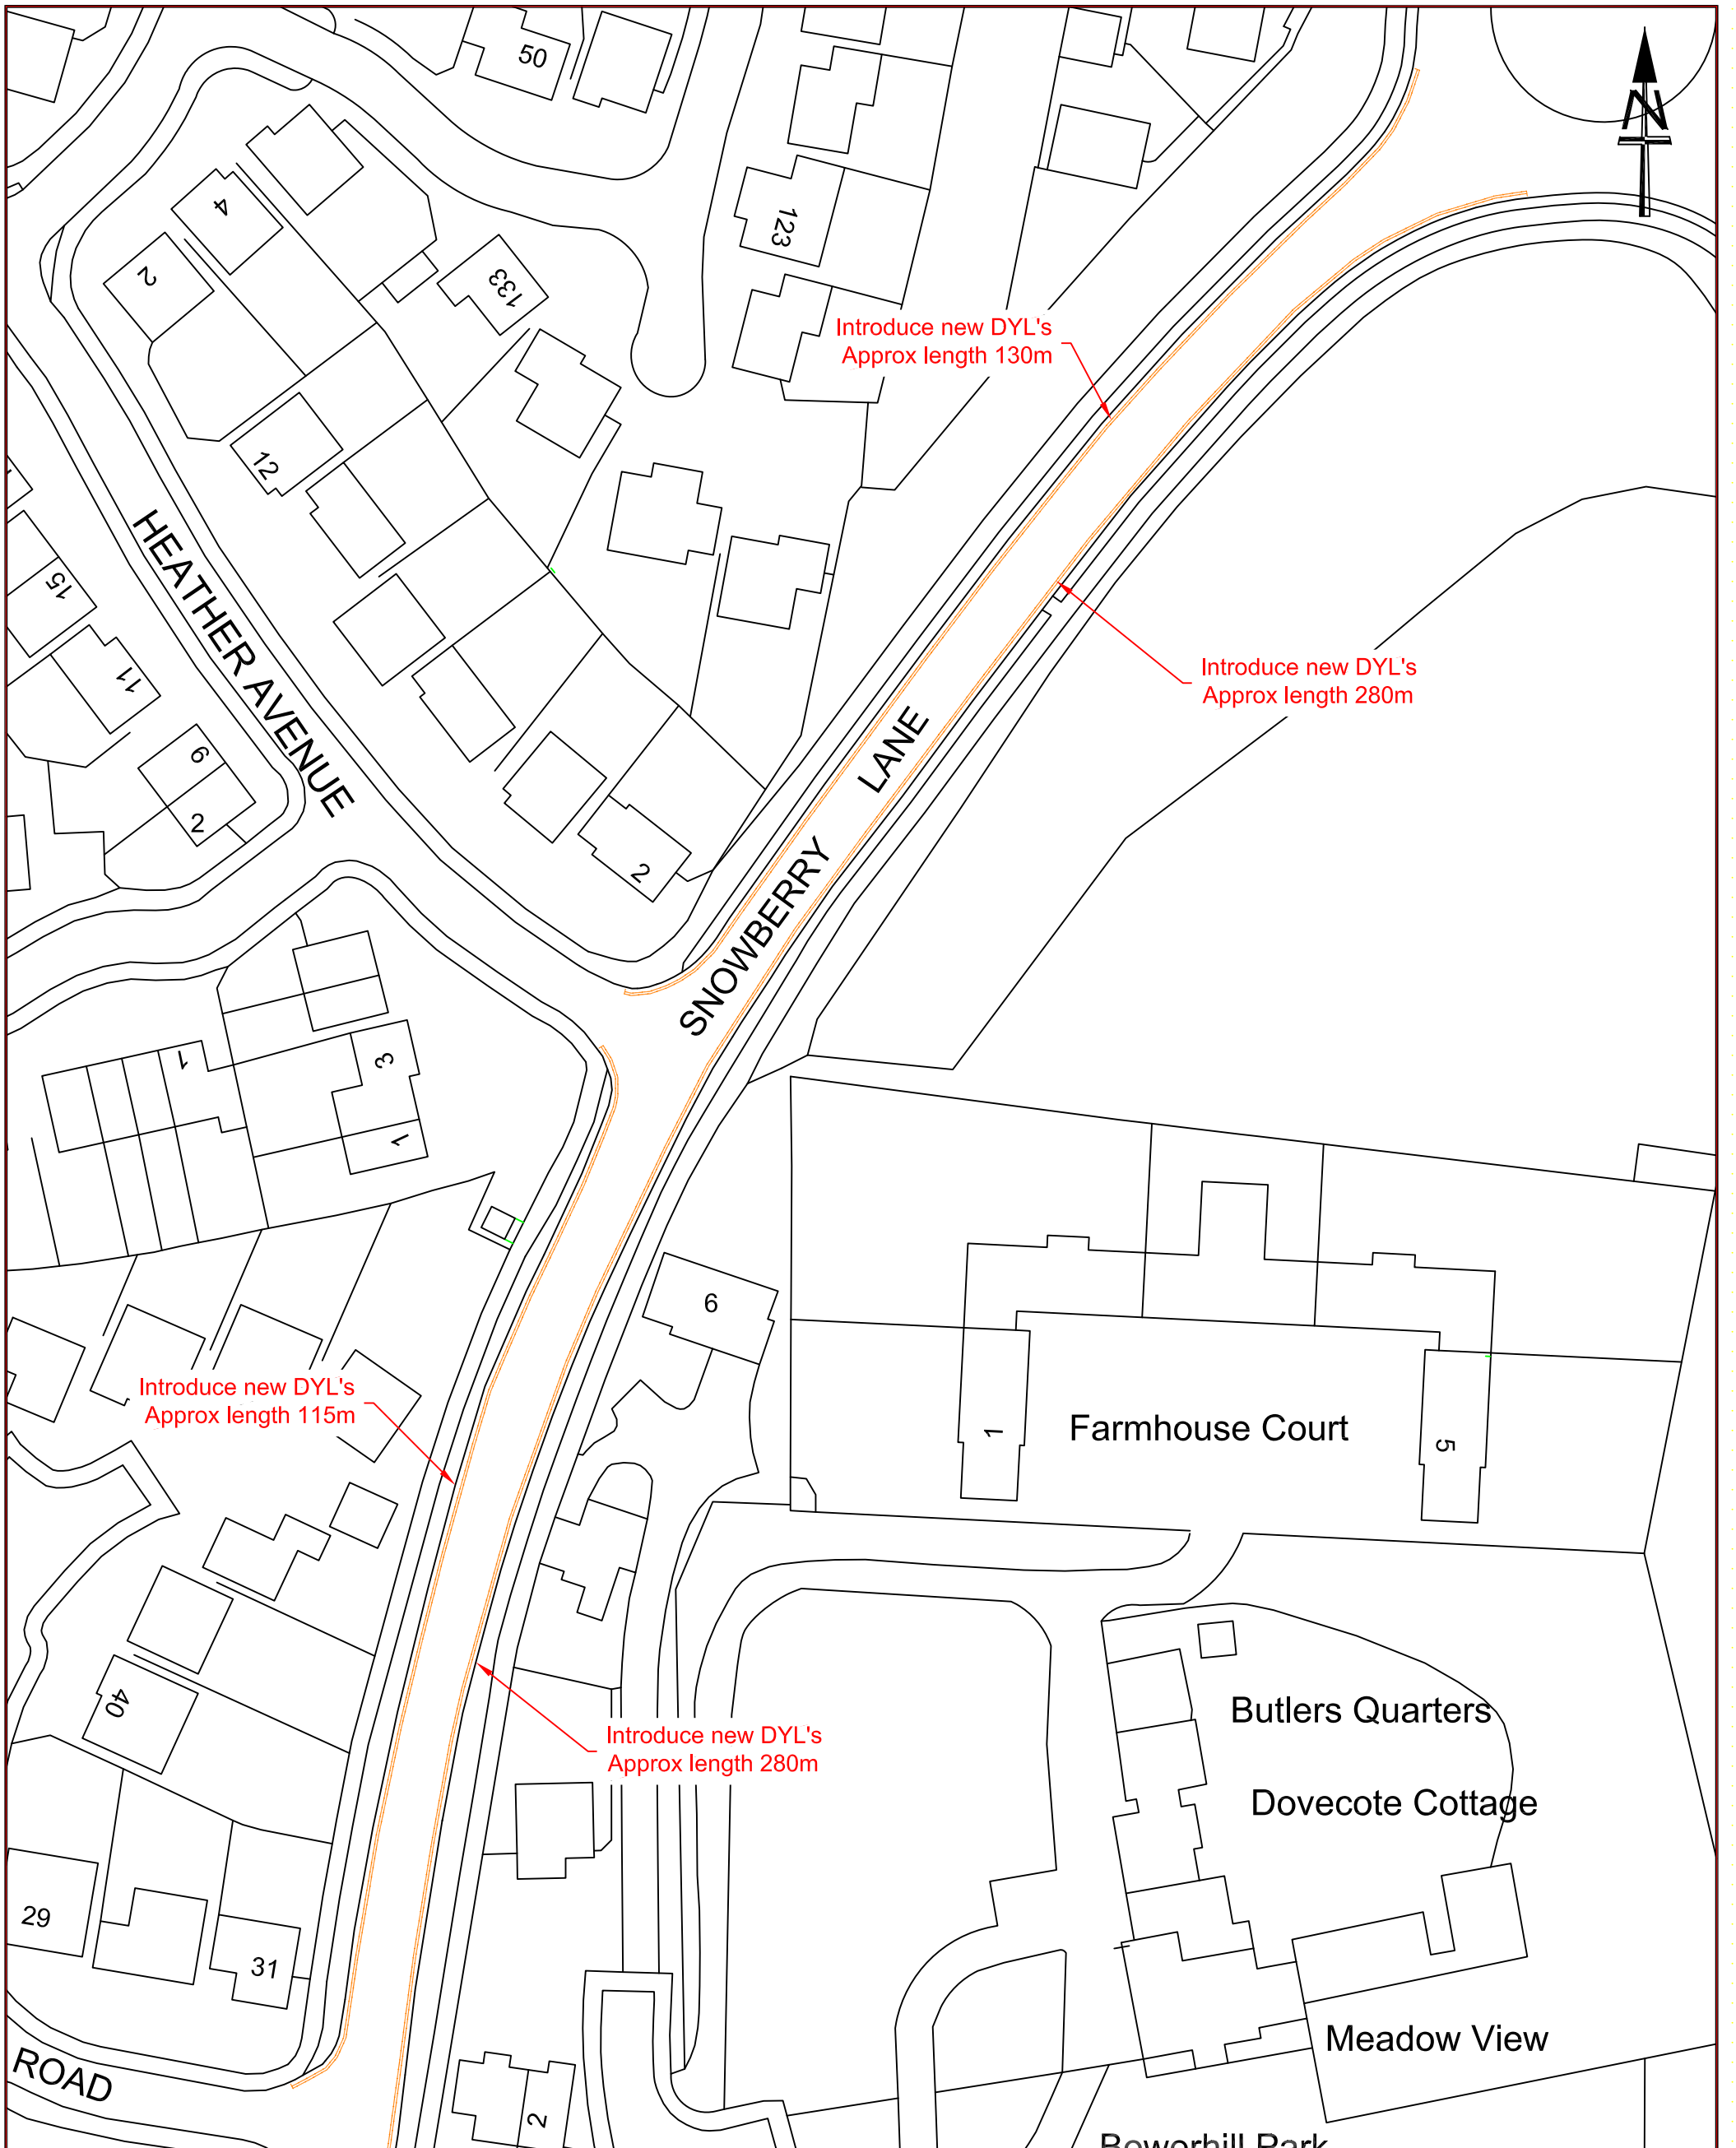 50
N
4
2
133
123
Introduce new DYL's
Approx length 130m
12
HEATHER AVENUE
15
11
Introduce new DYL's
Approx length 280m
6
2
2
SNOWBERRY LANE
1
3
1
6
Introduce new DYL's
Approx length 115m
1
Farmhouse Court
5
40
Butlers Quarters
Introduce new DYL's
Approx length 280m
Dovecote Cottage
29
31
Meadow View
ROAD
2
Bowerhill Park